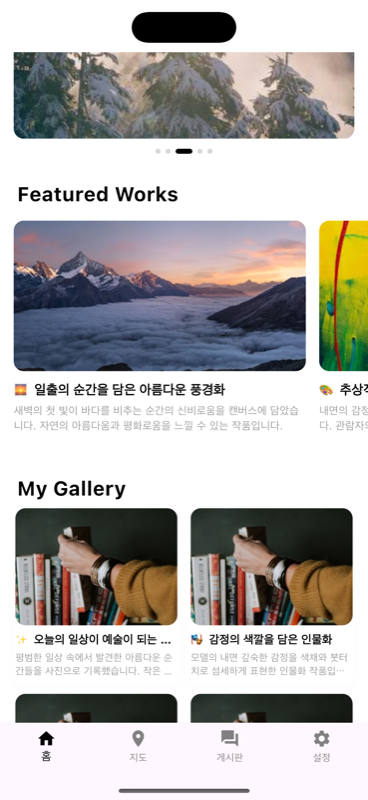 Featured Works
🌅 일출의 순간을 담은 아름다운 풍경화
새벽의 첫 빛이 바다를 비추는 순간의 신비로움을 캔버스에 담았습
니다. 자연의 아름다움과 평화로움을 느낄 수 있는 작품입니다.
🎨 추상적
내면의 감정
다. 관람자의
My Gallery
✨ 오늘의 일상이 예술이 되는 ...
평범한 일상 속에서 발견한 아름다운 순
간들을 사진으로 기록했습니다. 작은 ...
🎭 감정의 색깔을 담은 인물화
모델의 내면 깊숙한 감정을 색채와 붓터
치로 섬세하게 표현한 인물화 작품입...
홈
지도
게시판
설정